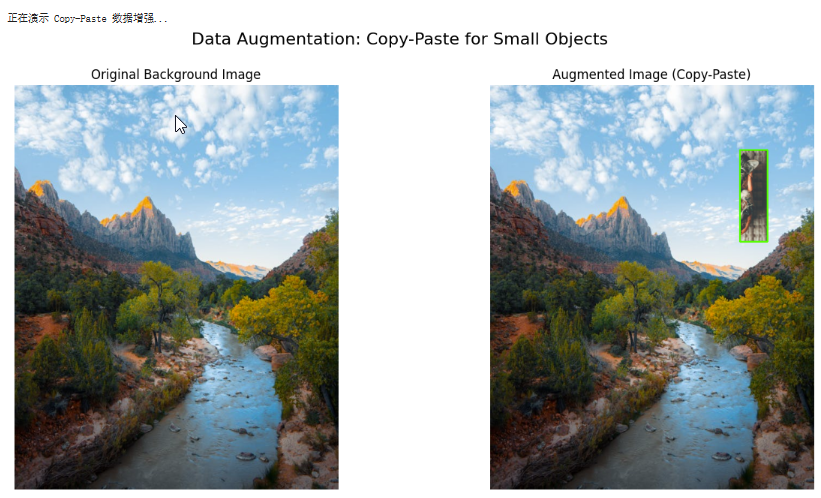 正在演示 Copy-Paste 数据增强...
Data Augmentation: Copy-Paste for Small Objects
Original Background Image
Augmented Image (Copy-Paste)